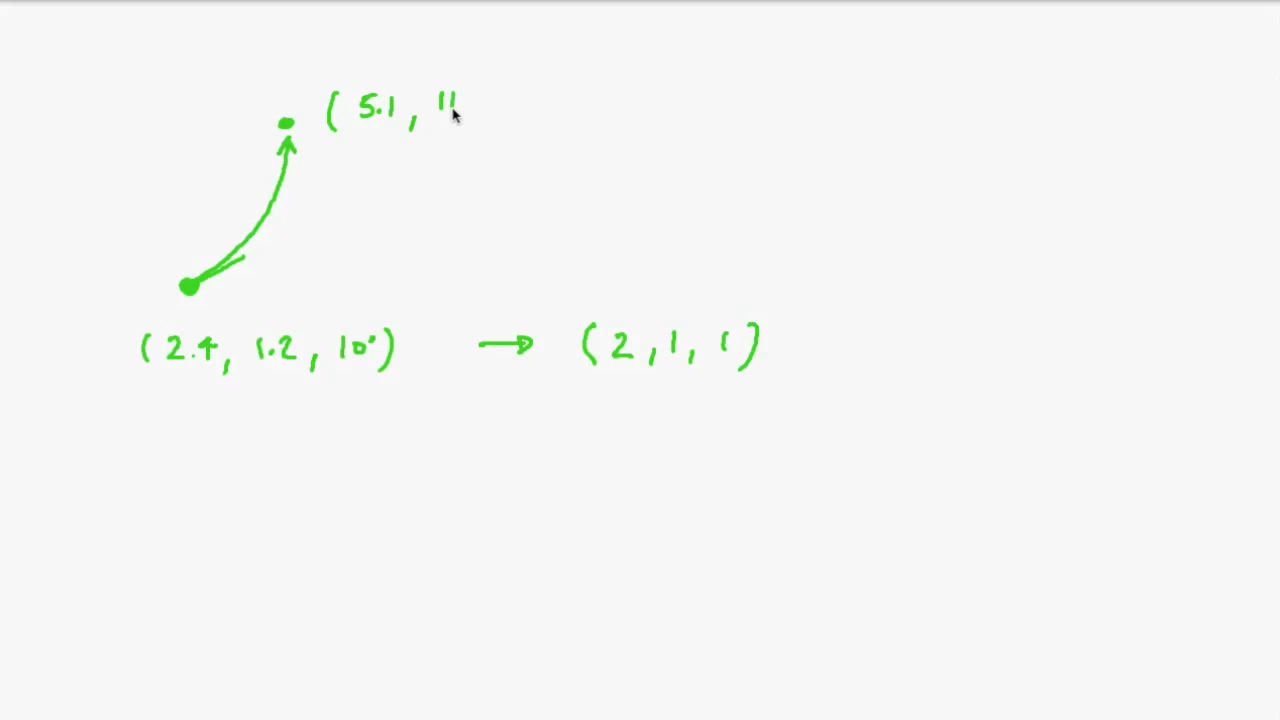 ( 5.1 , 11
(2.4, 1.2, 10°) → (2, 1, 1)